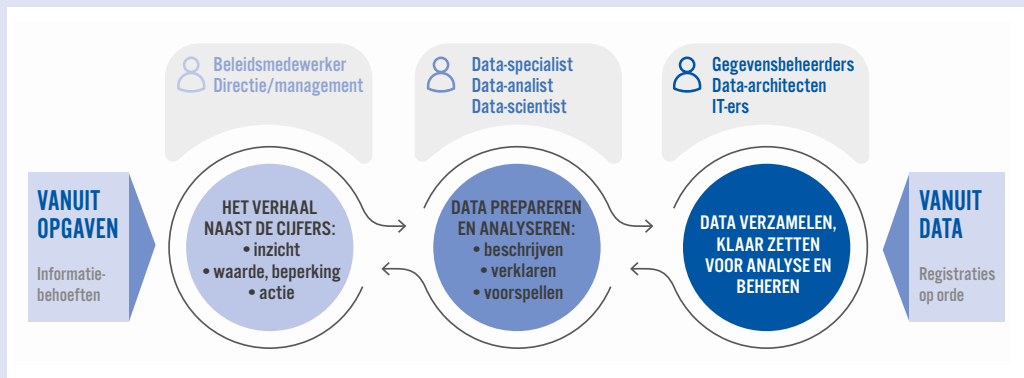 Beleidsmedewerker
Directie/management
Data-specialist
Data-analist
Data-scientist
Gegevensbeheerders
Data-architecten
IT-ers
VANUIT
OPGAVEN
Informatie-
behoeften
HET VERHAAL
NAAST DE CIJFERS:
• inzicht
• waarde, beperking
• actie
DATA PREPAREREN
EN ANALYSEREN:
• beschrijven
• verklaren
• voorspellen
DATA VERZAMELEN,
KLAAR ZETTEN
VOOR ANALYSE EN
BEHEREN
VANUIT
DATA
Registraties
op orde